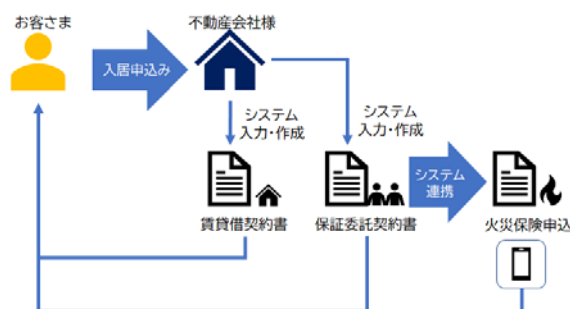 お客さま
不動産会社様
入居申込み
システム
入力・作成
システム
入力・作成
システム
連携
賃貸借契約書
保証委託契約書
火災保険申込